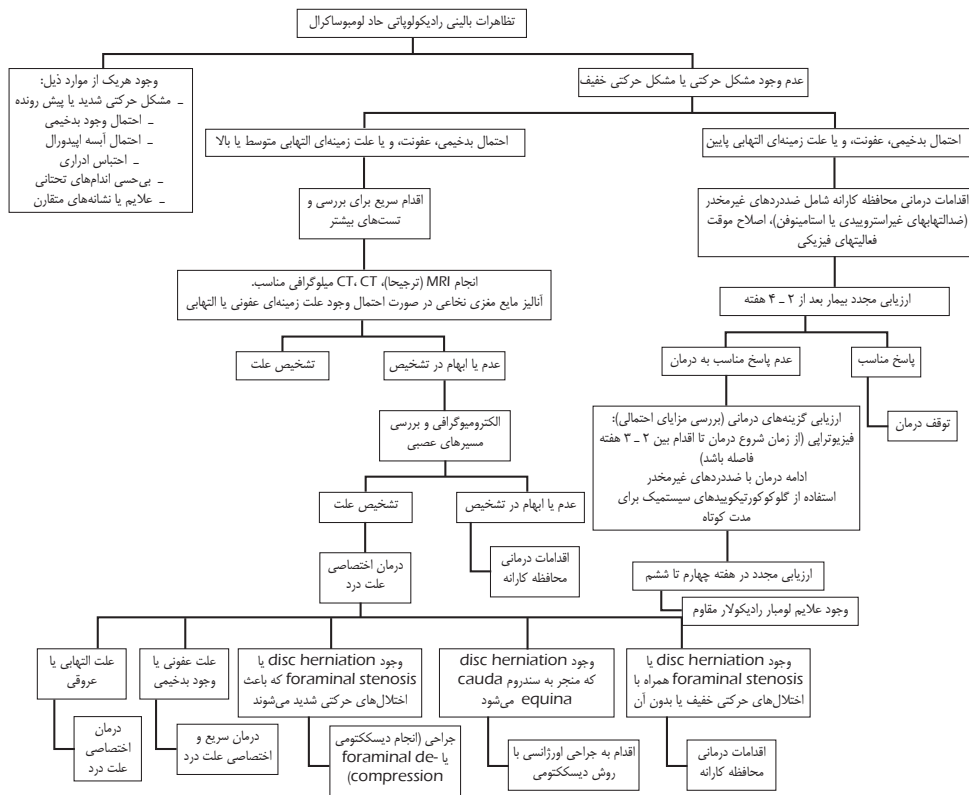 تظاهرات بالینی رادیکولوپاتی حاد لومبوساکرال
عدم وجود مشکل حرکتی یا مشکل حرکتی خفیف
وجود هریک از موارد ذیل:
ـ مشکل حرکتی شدید یا پیش رونده
ـ احتمال وجود بدخیمی
ـ احتمال آبسه اپیدورال
ـ احتباس ادراری
ـ بی‌حسی اندام‌های تحتانی
ـ علایم یا نشانه‌های متقارن
احتمال بدخیمی، عفونت، و یا علت زمینه‌ای التهابی پایین
احتمال بدخیمی، عفونت، و یا علت زمینه‌ای التهابی متوسط یا بالا
اقدامات درمانی محافظه کارانه شامل ضددردهای غیرمخدر
(ضدالتهابهای غیراستروییدی یا استامینوفن)، اصلاح موقت
فعالیتهای فیزیکی
اقدام سریع برای بررسی و
تست‌های بیشتر
انجام MRI (ترجیحا)، CT، CT میلوگرافی مناسب.
آنالیز مایع مغزی نخاعی در صورت احتمال وجود علت زمینه‌ای عفونی یا التهابی
ارزیابی مجدد بیمار بعد از ۲ ـ ۴ هفته
پاسخ مناسب
عدم پاسخ مناسب به درمان
عدم یا ابهام در تشخیص
تشخیص علت
توقف درمان
ارزیابی گزینه‌های درمانی (بررسی مزایای احتمالی):
فیزیوتراپی (از زمان شروع درمان تا اقدام بین ۲ ـ ۳ هفته
فاصله باشد)
ادامه درمان با ضددردهای غیرمخدر
استفاده از گلوکوکورتیکوییدهای سیستمیک برای
مدت کوتاه
الکترومیوگرافی و بررسی
مسیرهای عصبی
عدم یا ابهام در تشخیص
تشخیص علت
اقدامات درمانی
محافظه کارانه
درمان اختصاصی
علت درد
ارزیابی مجدد در هفته چهارم تا ششم
وجود علایم لومبار رادیکولار مقاوم
وجود disc herniation یا
foraminal stenosis همراه با
اختلال‌های حرکتی خفیف یا بدون آن
وجود disc herniation
که منجر به سندروم cauda
equina می‌شود
وجود disc herniation یا
foraminal stenosis که باعث
اختلال‌های حرکتی شدید می‌شوند
علت عفونی یا
وجود بدخیمی
علت التهابی یا
عروقی
اقدامات درمانی
محافظه کارانه
اقدام به جراحی اورژانسی با
روش دیسککتومی
جراحی (انجام دیسککتومی
یا foraminal de-
compression)
درمان سریع و
اختصاصی علت درد
درمان
اختصاصی
علت درد